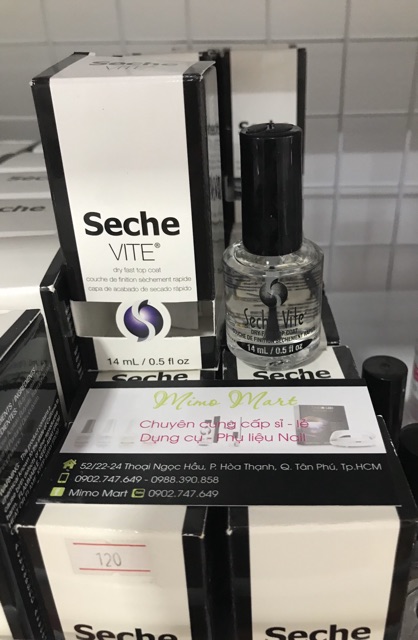 Seche
VITE
Seche
VITE®
dry fast top coat
couche de finition séchement rapide
capa de acabado de secado rápido
14 mL / 0.5 fl oz
Seche Vite
14 mL / 0.5 fl oz
Seche
Seche
Mimo Mart
Chuyên cung cấp sỉ - lẻ
Dụng cụ - Phụ liệu Nail
52/22-24 Thoại Ngọc Hầu, P. Hòa Thạnh, Q. Tân Phú, Tp.HCM
0902.747.649 - 0988.390.858
Mimo Mart
0902.747.649
120
Seche
Seche